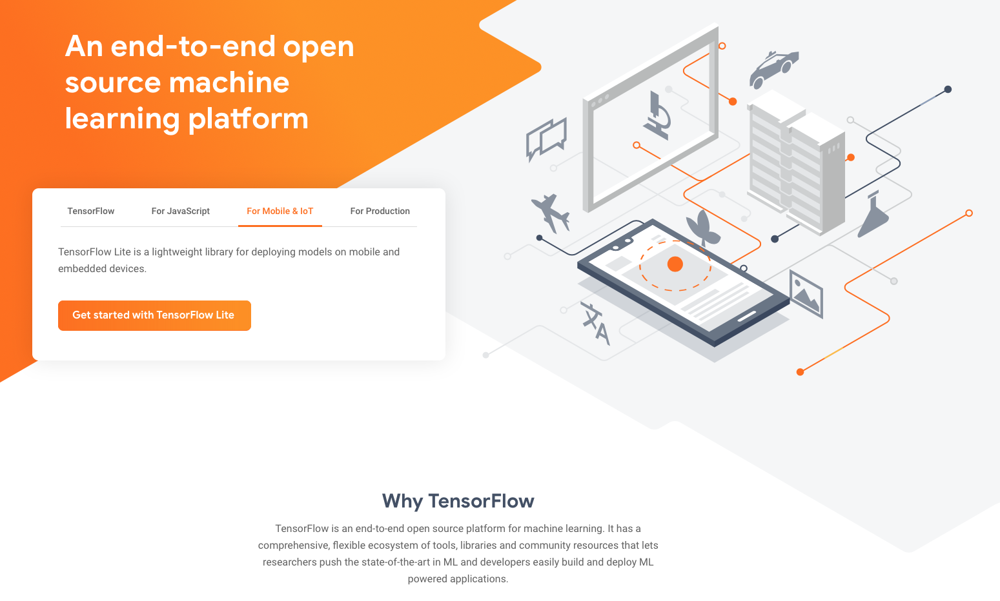 An end-to-end open
source machine
learning platform
TensorFlow
For JavaScript
For Mobile & IoT
For Production
TensorFlow Lite is a lightweight library for deploying models on mobile and
embedded devices.
Get started with TensorFlow Lite
Why TensorFlow
TensorFlow is an end-to-end open source platform for machine learning. It has a
comprehensive, flexible ecosystem of tools, libraries and community resources that lets
researchers push the state-of-the-art in ML and developers easily build and deploy ML
powered applications.